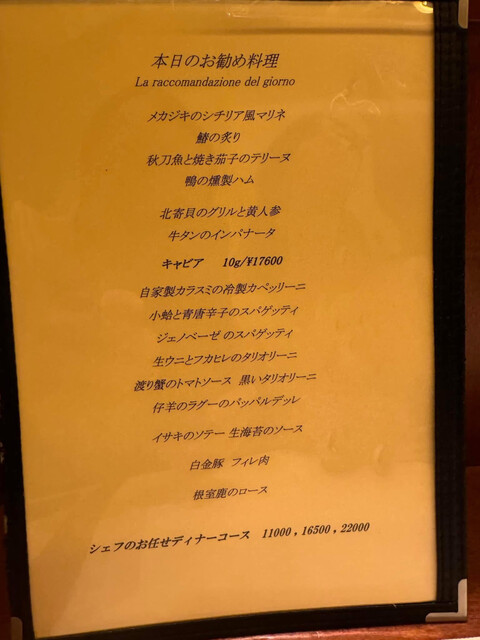 本日のお勧め料理
La raccomandazione del giorno
メカジキのシチリア風マリネ
鰆の炙り
秋刀魚と焼き茄子のテリーヌ
鴨の燻製ハム
北寄貝のグリルと黄人参
牛タンのインパナータ
キャビア 10g/¥17600
自家製カラスミの冷製カペッリーニ
小蛤と青唐辛子のスパゲッティ
ジェノベーゼ のスパゲッティ
生ウニとフカヒレのタリオリーニ
渡り蟹のトマトソース 黒いタリオリーニ
仔羊のラグーのパッパルデッレ
イサキのソテー 生海苔のソース
白金豚 フィレ肉
根室鹿のロース
シェフのお任せディナーコース 11000 , 16500 , 22000